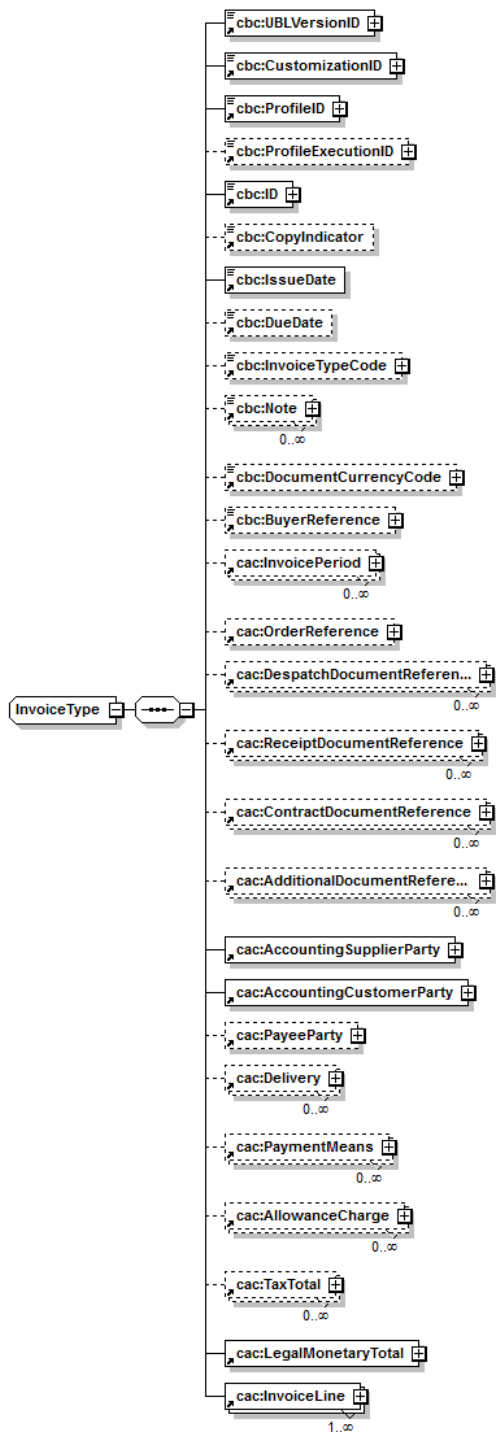 cbc:UBLVersionID
cbc:CustomizationID
cbc:ProfileID
cbc:ProfileExecutionID
cbc:ID
cbc:CopyIndicator
cbc:IssueDate
cbc:DueDate
cbc:InvoiceTypeCode
cbc:Note
0..∞
cbc:DocumentCurrencyCode
cbc:BuyerReference
cac:InvoicePeriod
0..∞
cac:OrderReference
cac:DespatchDocumentReferen...
0..∞
InvoiceType
cac:ReceiptDocumentReference
0..∞
cac:ContractDocumentReference
0..∞
cac:AdditionalDocumentRefere...
0..∞
cac:AccountingSupplierParty
cac:AccountingCustomerParty
cac:PayeeParty
cac:Delivery
0..∞
cac:PaymentMeans
0..∞
cac:AllowanceCharge
0..∞
cac:TaxTotal
0..∞
cac:LegalMonetaryTotal
cac:InvoiceLine
1..∞